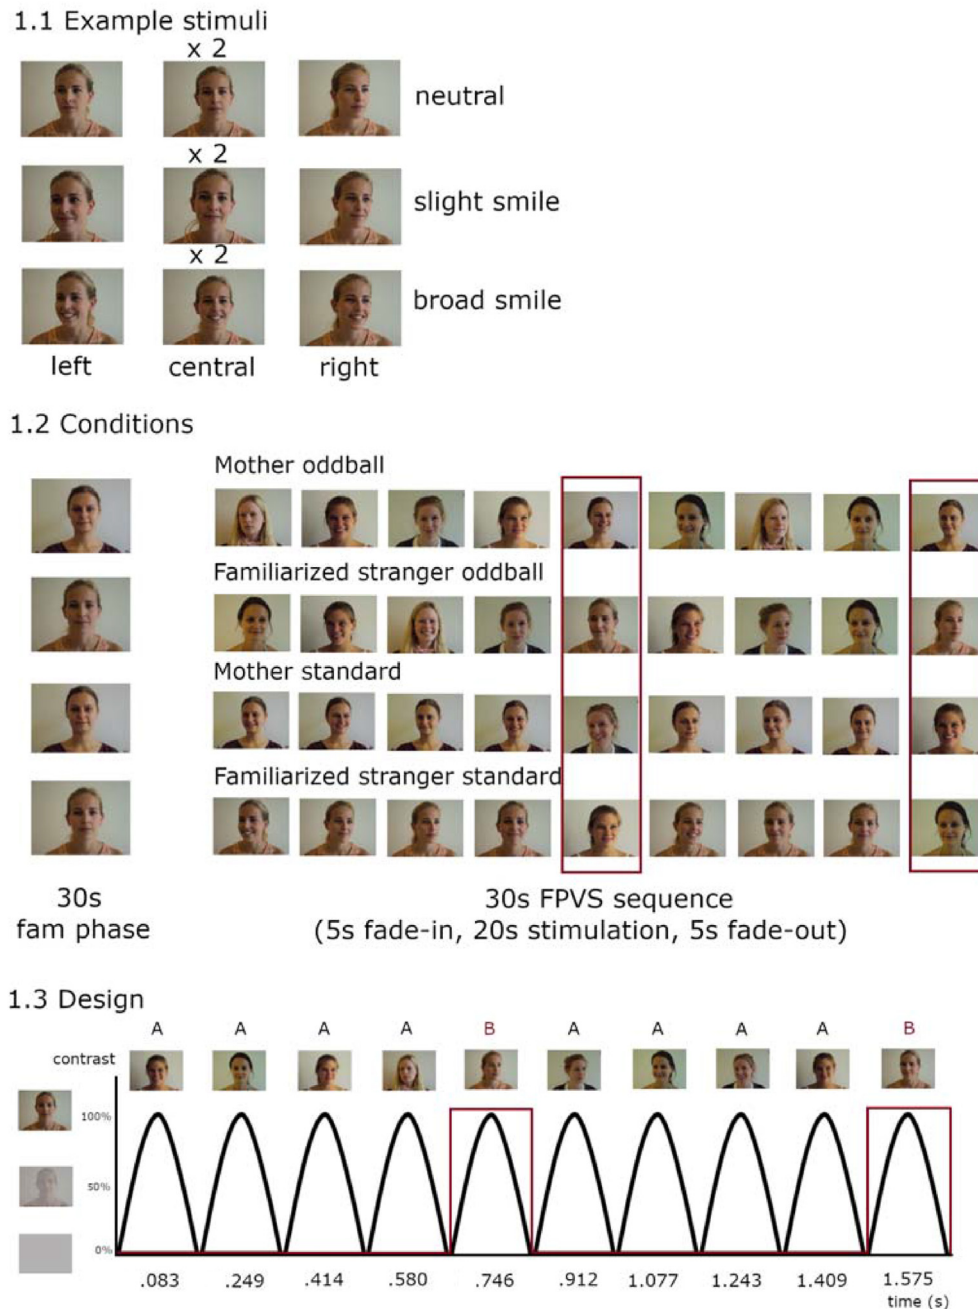 1.1 Example stimuli
x 2
neutral
x 2
slight smile
x 2
broad smile
left central right
1.2 Conditions
Mother oddball
Familiarized stranger oddball
Mother standard
Familiarized stranger standard
30s
fam phase
30s FPVS sequence
(5s fade-in, 20s stimulation, 5s fade-out)
1.3 Design
A A A A B A A A A B
contrast
100%
50%
0%
.083 .249 .414 .580 .746 .912 1.077 1.243 1.409 1.575
time (s)